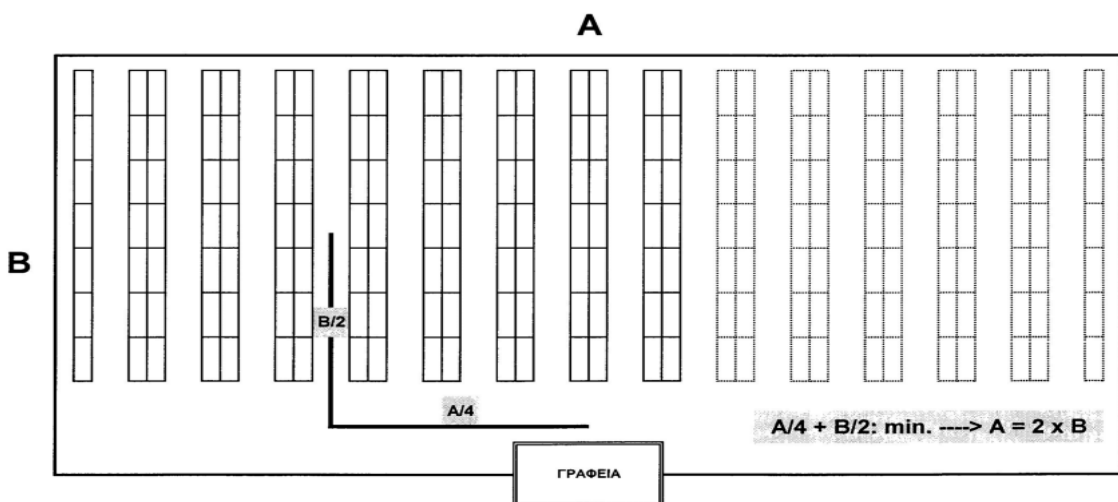 A
B
B/2
A/4
A/4 + B/2: min. ----> A = 2 x B
ΓΡΑΦΕΙΑ